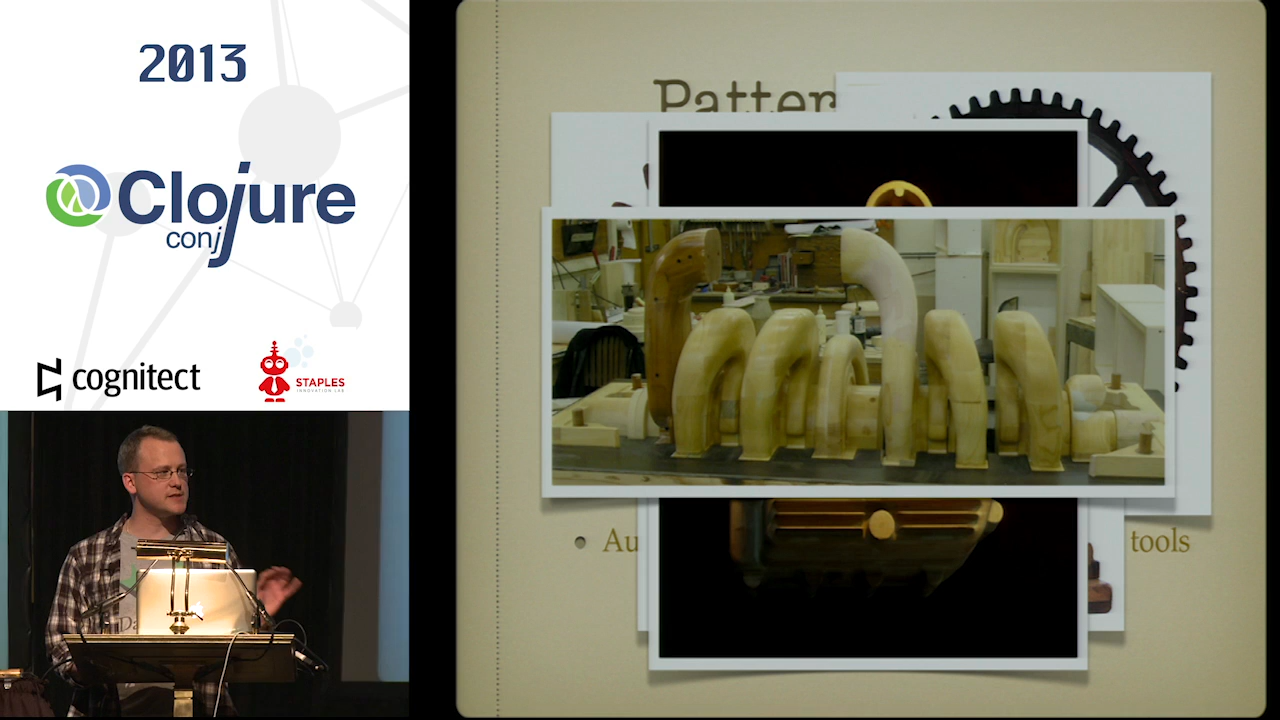 2013
Clojure
conj
cognitect
STAPLES
INNOVATION LAB
Patter
Au
tools